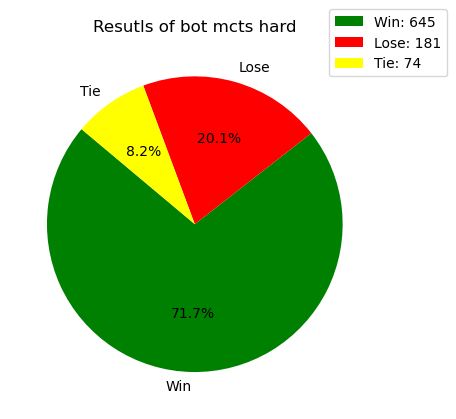 Resutls of bot mcts hard
Win: 645
Lose: 181
Tie: 74
Lose
Tie
20.1%
8.2%
71.7%
Win